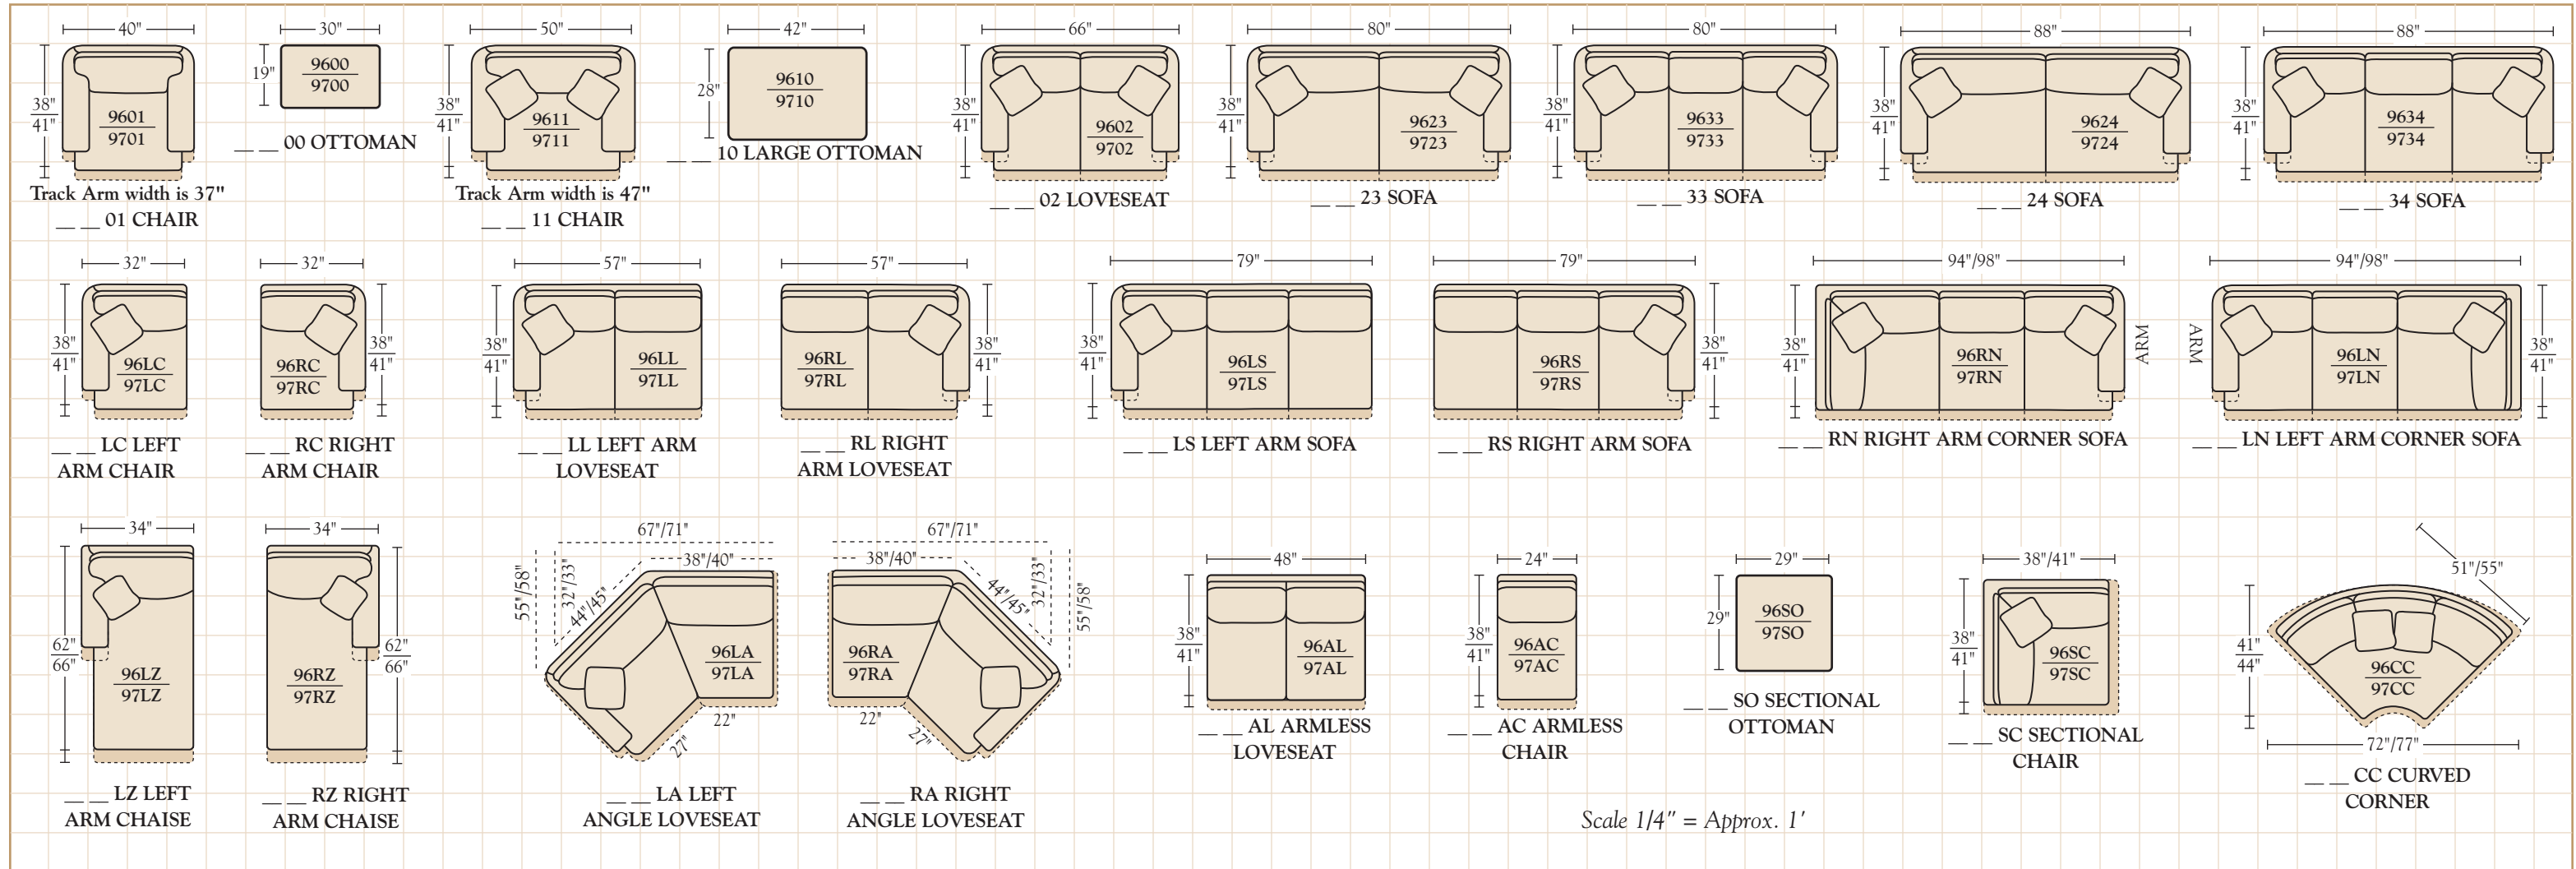 40"
38"
41"
9601
9701
Track Arm width is 37"
__ __ 01 CHAIR
30"
19"
9600
9700
__ __ 00 OTTOMAN
50"
38"
41"
9611
9711
Track Arm width is 47"
__ __ 11 CHAIR
42"
28"
9610
9710
__ __ 10 LARGE OTTOMAN
66"
38"
41"
9602
9702
__ __ 02 LOVESEAT
80"
38"
41"
9623
9723
__ __ 23 SOFA
80"
38"
41"
9633
9733
__ __ 33 SOFA
88"
38"
41"
9624
9724
__ __ 24 SOFA
88"
38"
41"
9634
9734
__ __ 34 SOFA
32"
38"
41"
96LC
97LC
__ __ LC LEFT
ARM CHAIR
32"
38"
41"
96RC
97RC
__ __ RC RIGHT
ARM CHAIR
57"
38"
41"
96LL
97LL
__ __ LL LEFT ARM
LOVESEAT
57"
38"
41"
96RL
97RL
__ __ RL RIGHT
ARM LOVESEAT
79"
38"
41"
96LS
97LS
__ __ LS LEFT ARM SOFA
79"
38"
41"
96RS
97RS
__ __ RS RIGHT ARM SOFA
94"/98"
38"
41"
96RN
97RN
ARM
__ __ RN RIGHT ARM CORNER SOFA
94"/98"
ARM
96LN
97LN
38"
41"
__ __ LN LEFT ARM CORNER SOFA
34"
62"
66"
96LZ
97LZ
__ __ LZ LEFT
ARM CHAISE
34"
62"
66"
96RZ
97RZ
__ __ RZ RIGHT
ARM CHAISE
67"/71"
38"/40"
55"/58"
32"/33"
44"/45"
96LA
97LA
22"
27"
__ __ LA LEFT
ANGLE LOVESEAT
67"/71"
38"/40"
44"/45"
32"/33"
55"/58"
96RA
97RA
22"
27"
__ __ RA RIGHT
ANGLE LOVESEAT
48"
38"
41"
96AL
97AL
__ __ AL ARMLESS
LOVESEAT
24"
38"
41"
96AC
97AC
__ __ AC ARMLESS
CHAIR
29"
29"
96SO
97SO
__ __ SO SECTIONAL
OTTOMAN
38"/41"
38"
41"
96SC
97SC
__ __ SC SECTIONAL
CHAIR
51"/55"
41"
44"
96CC
97CC
72"/77"
__ __ CC CURVED
CORNER
Scale 1/4" = Approx. 1'